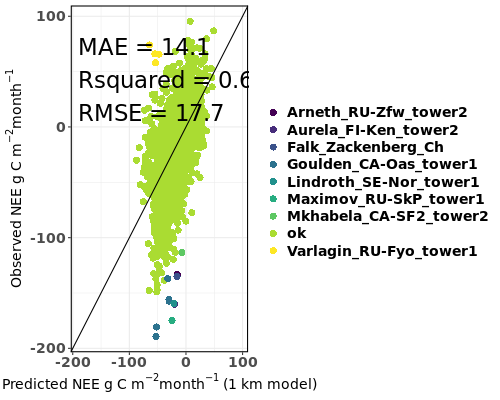 MAE = 14.1
Rsquared = 0.6
RMSE = 17.7
Observed NEE g C m⁻²month⁻¹
100
0
-100
-200
-200 -100 0 100
Predicted NEE g C m⁻²month⁻¹ (1 km model)
Arneth_RU-Zfw_tower2
Aurela_FI-Ken_tower2
Falk_Zackenberg_Ch
Goulden_CA-Oas_tower1
Lindroth_SE-Nor_tower1
Maximov_RU-SkP_tower1
Mkhabela_CA-SF2_tower2
ok
Varlagin_RU-Fyo_tower1